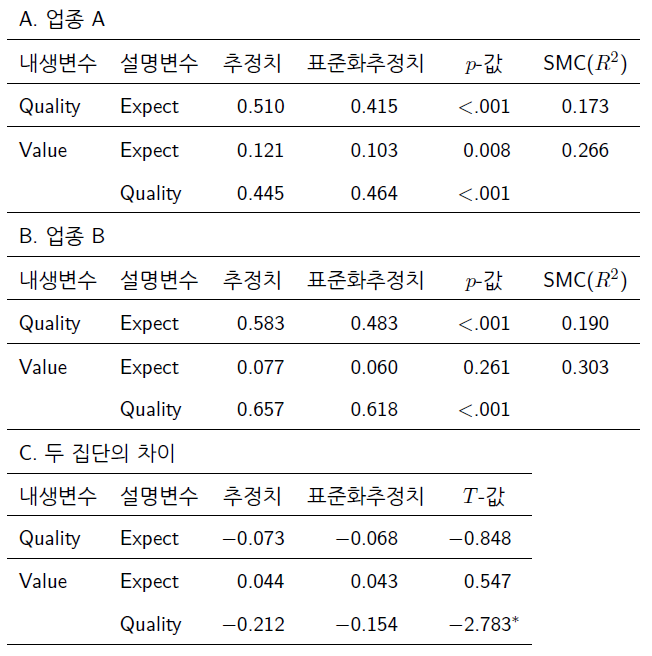 A. 업종 A
내생변수 설명변수 추정치 표준화추정치 p-값 SMC(R²)
Quality Expect 0.510 0.415 <.001 0.173
Value Expect 0.121 0.103 0.008 0.266
Quality 0.445 0.464 <.001
B. 업종 B
내생변수 설명변수 추정치 표준화추정치 p-값 SMC(R²)
Quality Expect 0.583 0.483 <.001 0.190
Value Expect 0.077 0.060 0.261 0.303
Quality 0.657 0.618 <.001
C. 두 집단의 차이
내생변수 설명변수 추정치 표준화추정치 T-값
Quality Expect −0.073 −0.068 −0.848
Value Expect 0.044 0.043 0.547
Quality −0.212 −0.154 −2.783*